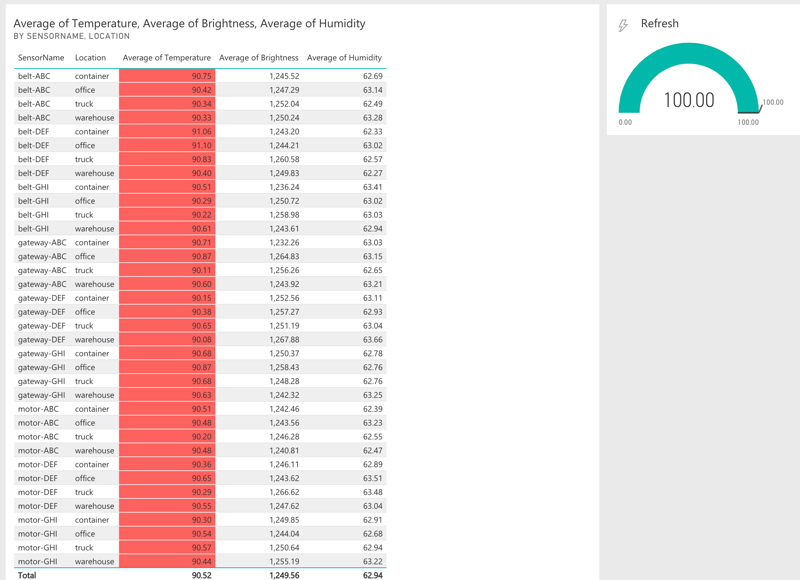 Average of Temperature, Average of Brightness, Average of Humidity
BY SENSORNAME, LOCATION
SensorName Location Average of Temperature Average of Brightness Average of Humidity
belt-ABC container 90.75 1,245.52 62.69
belt-ABC office 90.42 1,247.29 63.14
belt-ABC truck 90.34 1,252.04 62.49
belt-ABC warehouse 90.33 1,250.24 63.28
belt-DEF container 91.06 1,243.20 62.33
belt-DEF office 91.10 1,244.21 63.02
belt-DEF truck 90.83 1,260.58 62.57
belt-DEF warehouse 90.40 1,249.83 62.27
belt-GHI container 90.51 1,236.24 63.41
belt-GHI office 90.29 1,250.72 63.02
belt-GHI truck 90.22 1,258.98 63.03
belt-GHI warehouse 90.61 1,243.61 62.94
gateway-ABC container 90.71 1,232.26 63.03
gateway-ABC office 90.87 1,264.83 63.15
gateway-ABC truck 90.11 1,256.26 62.65
gateway-ABC warehouse 90.60 1,243.92 63.21
gateway-DEF container 90.15 1,252.56 63.11
gateway-DEF office 90.38 1,257.27 62.93
gateway-DEF truck 90.65 1,251.19 63.04
gateway-DEF warehouse 90.08 1,267.88 63.66
gateway-GHI container 90.68 1,250.37 62.78
gateway-GHI office 90.87 1,258.43 62.76
gateway-GHI truck 90.68 1,248.28 62.76
gateway-GHI warehouse 90.63 1,242.32 63.25
motor-ABC container 90.51 1,242.46 62.39
motor-ABC office 90.48 1,243.56 63.23
motor-ABC truck 90.20 1,246.28 62.55
motor-ABC warehouse 90.48 1,240.81 62.47
motor-DEF container 90.36 1,246.11 62.89
motor-DEF office 90.65 1,243.62 63.51
motor-DEF truck 90.29 1,266.62 63.48
motor-DEF warehouse 90.55 1,247.62 63.04
motor-GHI container 90.30 1,249.85 62.91
motor-GHI office 90.54 1,244.04 62.68
motor-GHI truck 90.57 1,250.64 62.94
motor-GHI warehouse 90.44 1,255.19 63.22
Total 90.52 1,249.56 62.94
Refresh
100.00
100.00
0.00 100.00